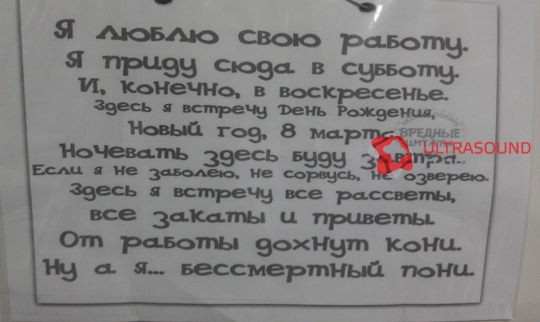 Я люблю свою работу.
Я приду сюда в субботу.
И, конечно, в воскресенье.
Здесь я встречу День Рождения,
Новый год, 8 марта
ВРЕДНЫЕ
Ночевать здесь буду завтра.
ULTRASOUND
Если я не заболею, не сорвусь, не озверею.
Здесь я встречу все рассветы,
все закаты и приветы.
От работы дохнут кони.
Ну а я... бессмертный пони.